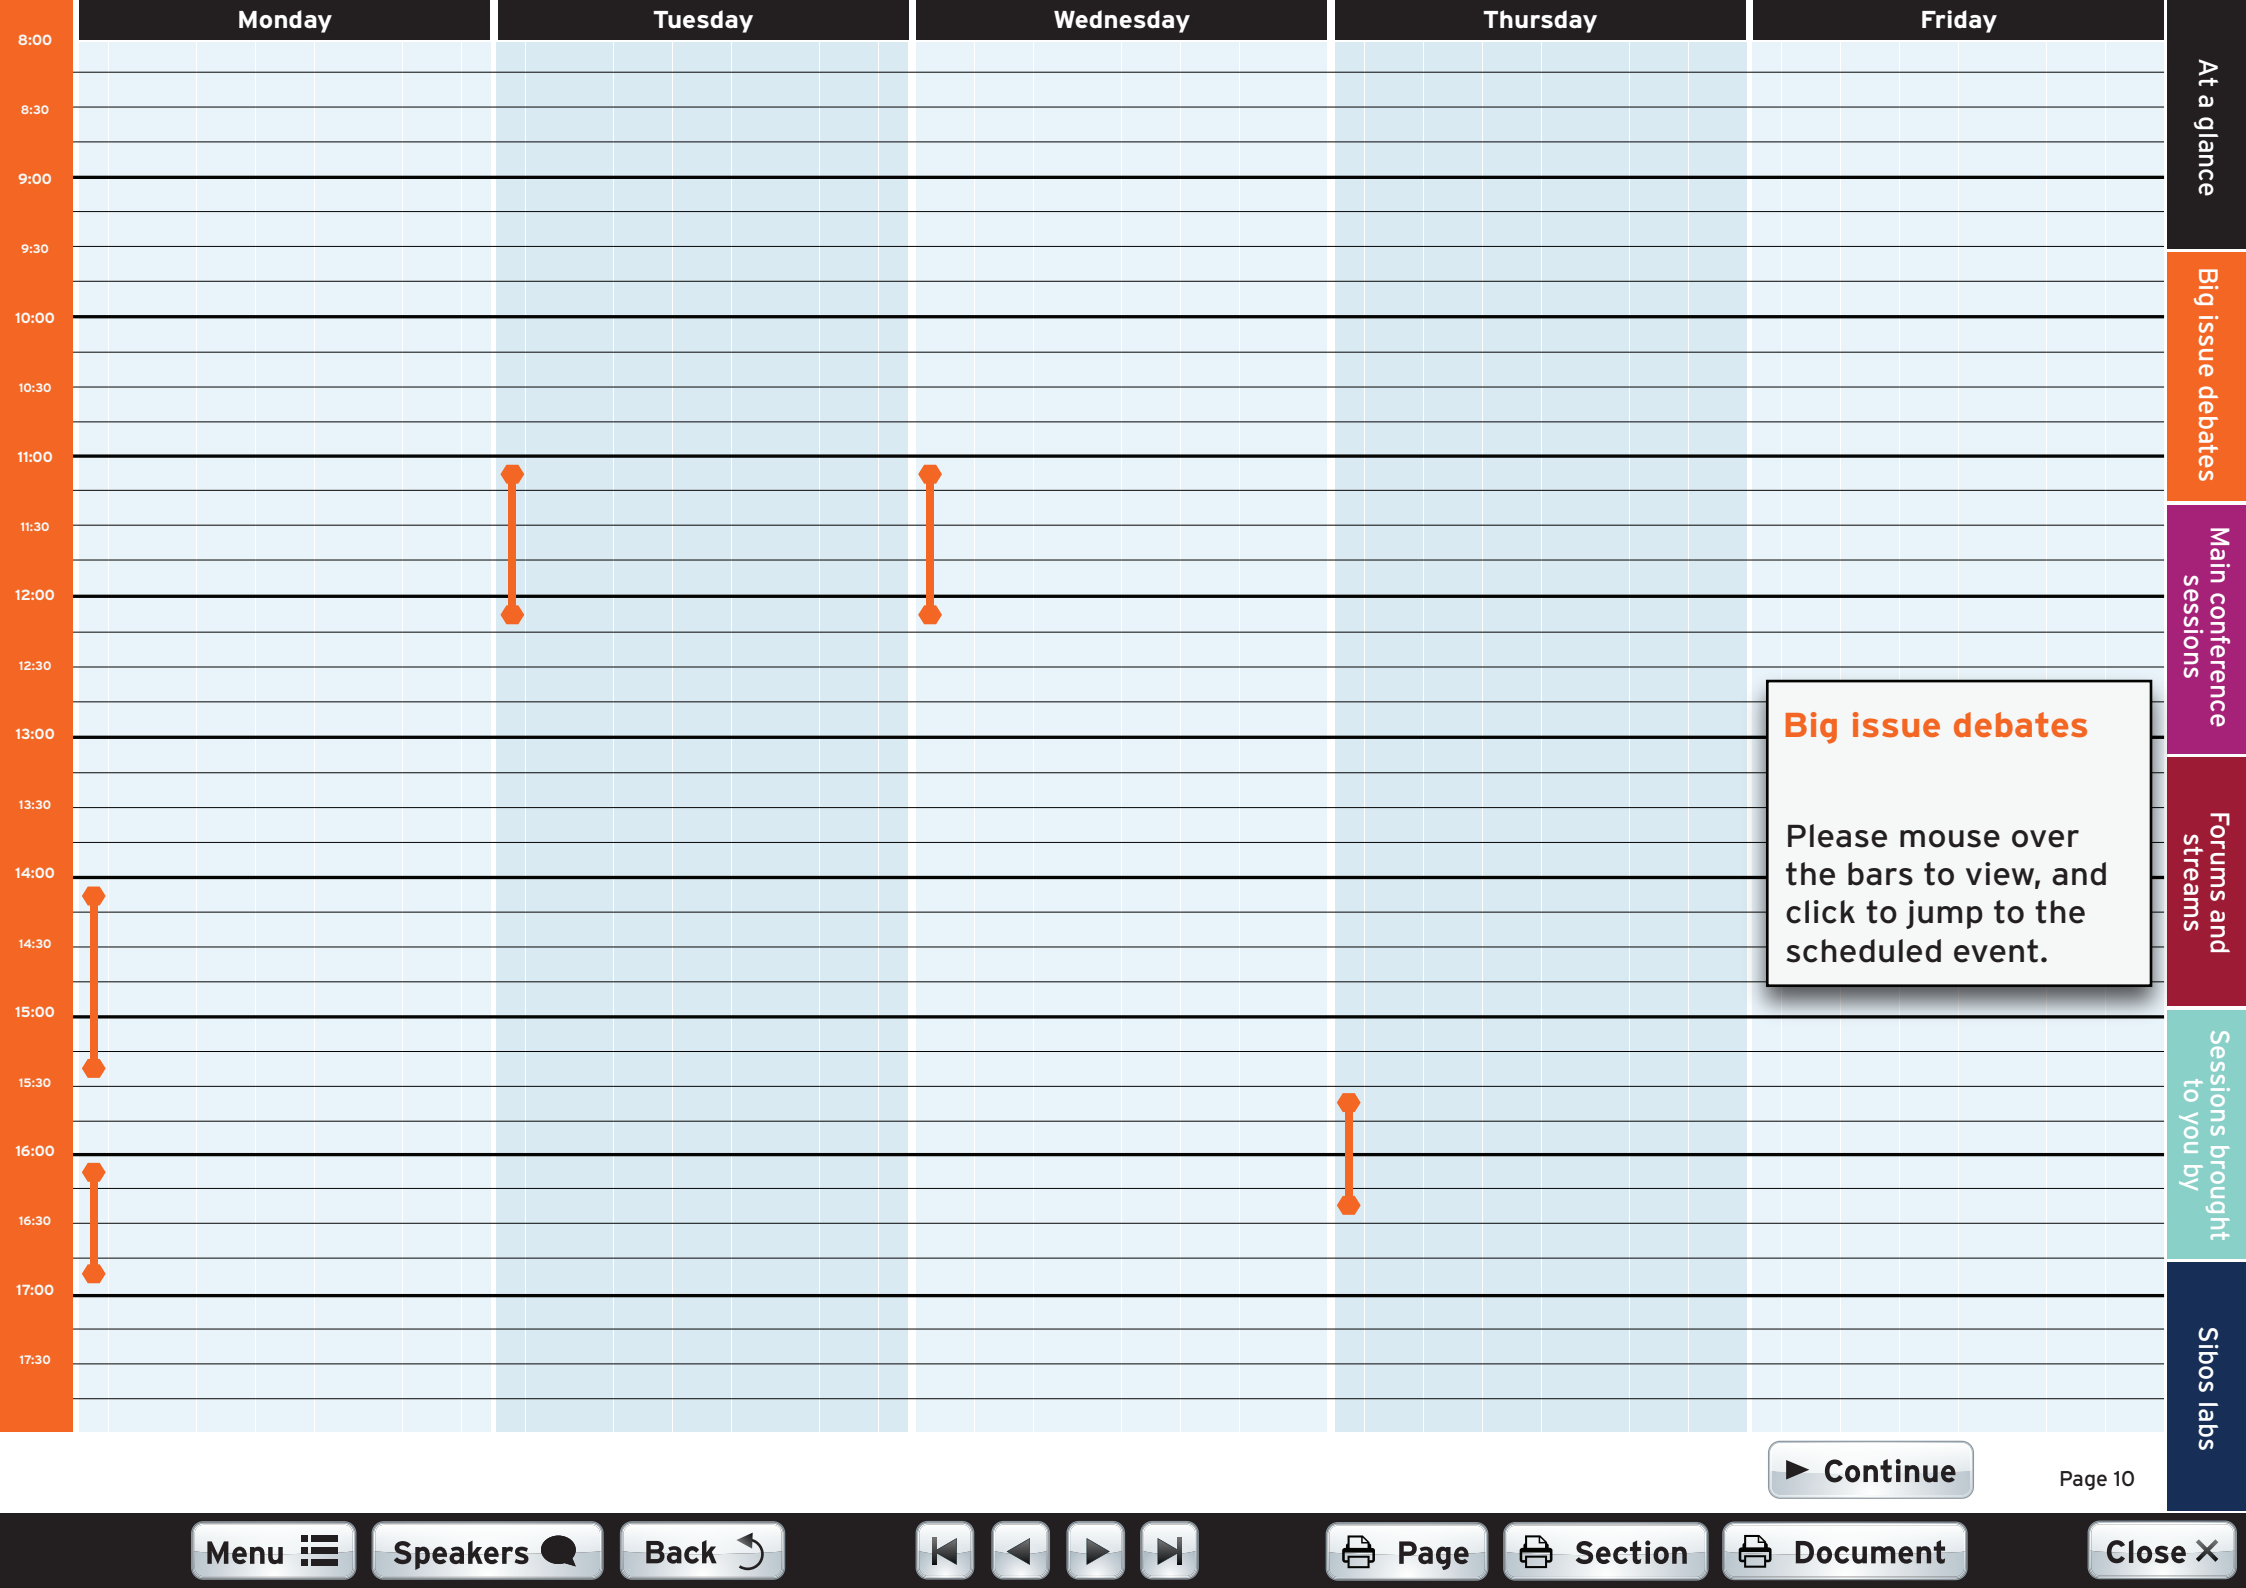 Monday
Tuesday
Wednesday
Thursday
Friday
8:00
8:30
9:00
9:30
10:00
10:30
11:00
11:30
12:00
12:30
13:00
13:30
14:00
14:30
15:00
15:30
16:00
16:30
17:00
17:30
Big issue debates
Please mouse over
the bars to view, and
click to jump to the
scheduled event.
At a glance
Big issue debates
Main conference
sessions
Forums and
streams
Sessions brought
to you by
Sibos labs
Continue
Page 10
Menu
Speakers
Back
Page
Section
Document
Close